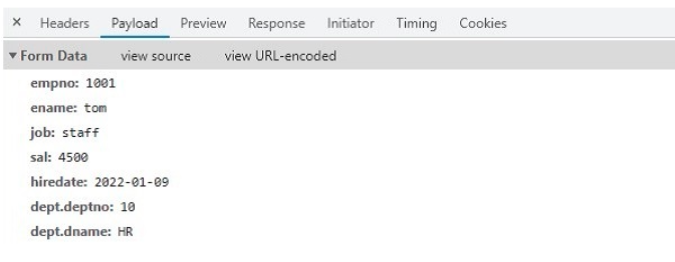 × Headers Payload Preview Response Initiator Timing Cookies
▼ Form Data view source view URL-encoded
empno: 1001
ename: tom
job: staff
sal: 4500
hiredate: 2022-01-09
dept.deptno: 10
dept.dname: HR